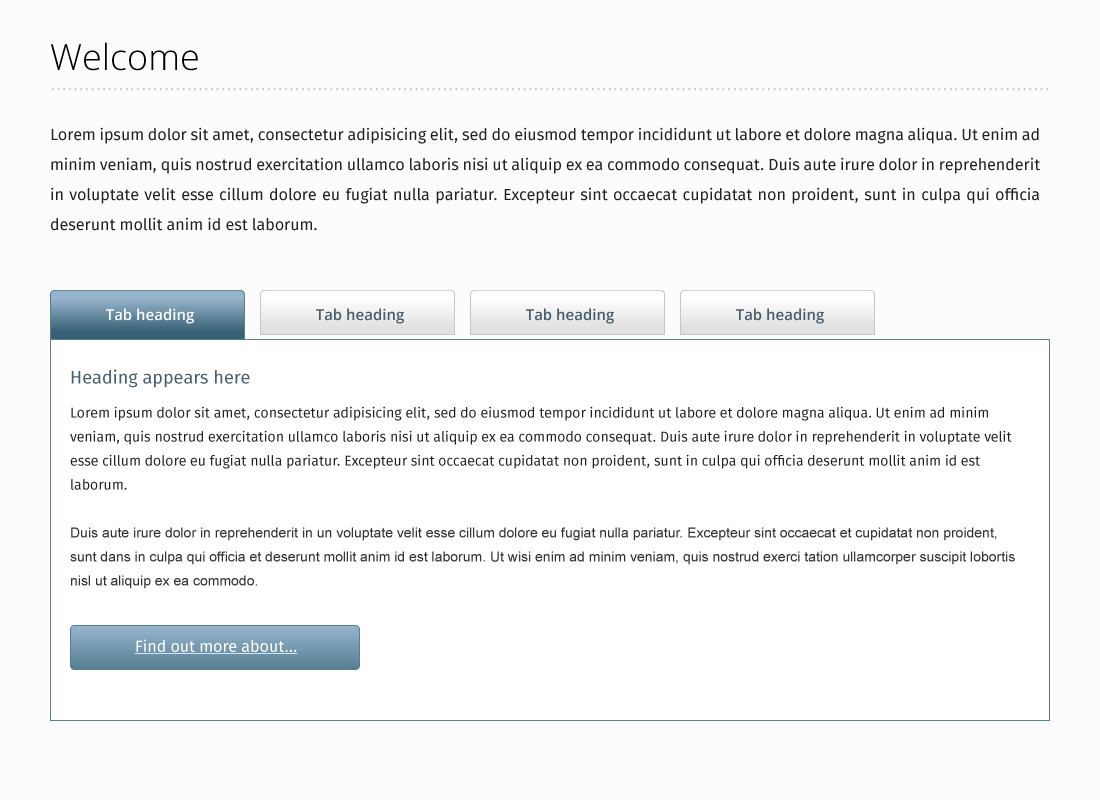 Welcome
Lorem ipsum dolor sit amet, consectetur adipisicing elit, sed do eiusmod tempor incididunt ut labore et dolore magna aliqua. Ut enim ad
minim veniam, quis nostrud exercitation ullamco laboris nisi ut aliquip ex ea commodo consequat. Duis aute irure dolor in reprehenderit
in voluptate velit esse cillum dolore eu fugiat nulla pariatur. Excepteur sint occaecat cupidatat non proident, sunt in culpa qui officia
deserunt mollit anim id est laborum.
Tab heading Tab heading Tab heading Tab heading
Heading appears here
Lorem ipsum dolor sit amet, consectetur adipisicing elit, sed do eiusmod tempor incididunt ut labore et dolore magna aliqua. Ut enim ad minim
veniam, quis nostrud exercitation ullamco laboris nisi ut aliquip ex ea commodo consequat. Duis aute irure dolor in reprehenderit in voluptate velit
esse cillum dolore eu fugiat nulla pariatur. Excepteur sint occaecat cupidatat non proident, sunt in culpa qui officia deserunt mollit anim id est
laborum.
Duis aute irure dolor in reprehenderit in un voluptate velit esse cillum dolore eu fugiat nulla pariatur. Excepteur sint occaecat et cupidatat non proident,
sunt dans in culpa qui officia et deserunt mollit anim id est laborum. Ut wisi enim ad minim veniam, quis nostrud exerci tation ullamcorper suscipit lobortis
nisl ut aliquip ex ea commodo.
Find out more about...